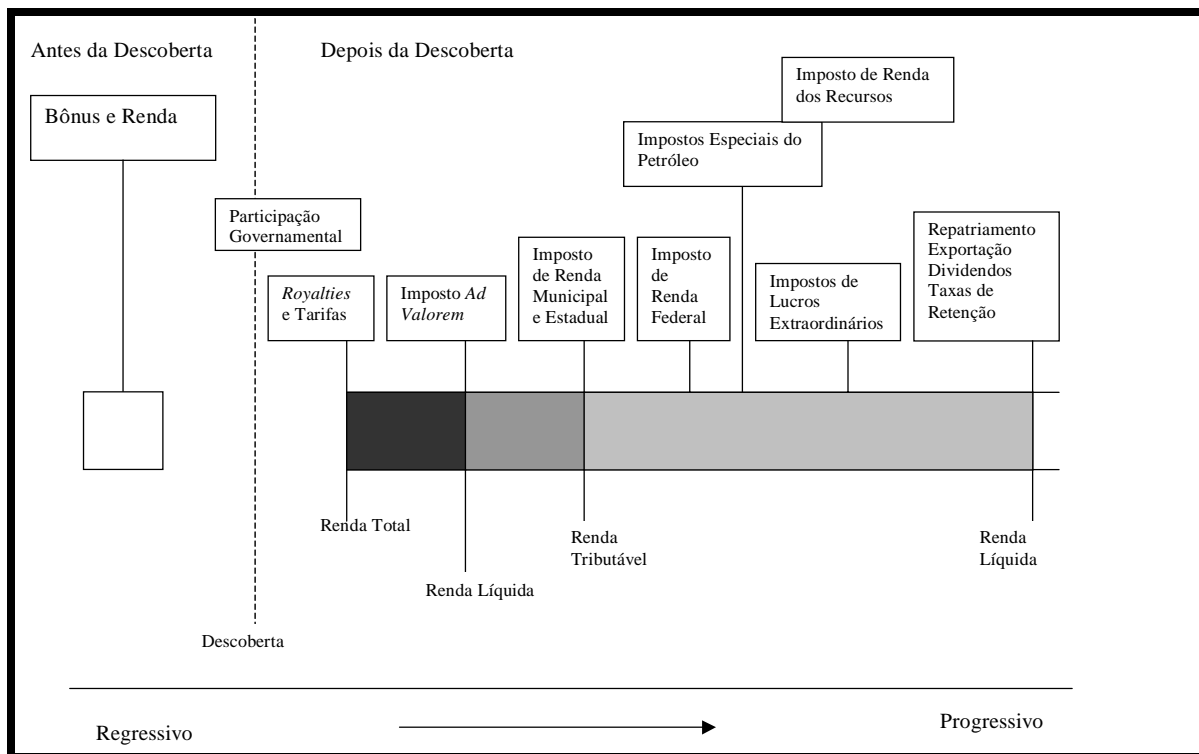 Antes da Descoberta
Depois da Descoberta
Bônus e Renda
Imposto de Renda
dos Recursos
Impostos Especiais do
Petróleo
Participação
Governamental
Royalties
e Tarifas
Imposto Ad
Valorem
Imposto
de Renda
Municipal
e Estadual
Imposto
de
Renda
Federal
Impostos de
Lucros
Extraordinários
Repatriamento
Exportação
Dividendos
Taxas de
Retenção
Renda Total
Renda Líquida
Renda
Tributável
Renda
Líquida
Descoberta
Regressivo
Progressivo